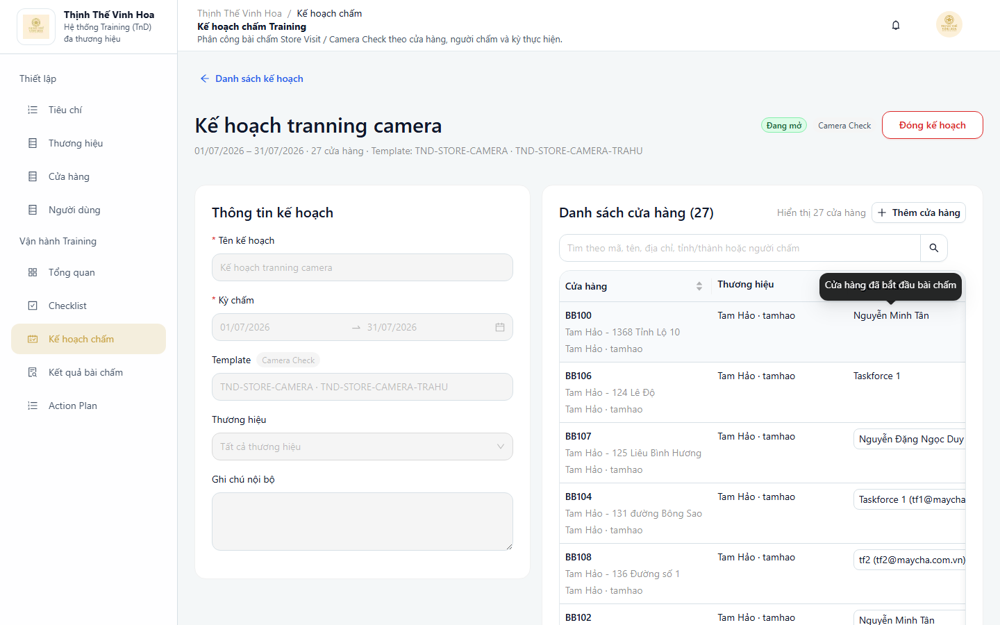 Thịnh Thế Vinh Hoa
Hệ thống Training (TnD)
đa thương hiệu
Thịnh Thế Vinh Hoa / Kế hoạch chấm
Kế hoạch chấm Training
Phân công bài chấm Store Visit / Camera Check theo cửa hàng, người chấm và kỳ thực hiện.
Thiết lập
Tiêu chí
Thương hiệu
Cửa hàng
Người dùng
Vận hành Training
Tổng quan
Checklist
Kế hoạch chấm
Kết quả bài chấm
Action Plan
Danh sách kế hoạch
Kế hoạch tranning camera
Đang mở
Camera Check
Đóng kế hoạch
01/07/2026 – 31/07/2026 · 27 cửa hàng · Template: TND-STORE-CAMERA · TND-STORE-CAMERA-TRAHU
Thông tin kế hoạch
* Tên kế hoạch
Kế hoạch tranning camera
* Kỳ chấm
01/07/2026 → 31/07/2026
Template Camera Check
TND-STORE-CAMERA · TND-STORE-CAMERA-TRAHU
Thương hiệu
Tất cả thương hiệu
Ghi chú nội bộ
Danh sách cửa hàng (27)
Hiển thị 27 cửa hàng
Thêm cửa hàng
Tìm theo mã, tên, địa chỉ, tỉnh/thành hoặc người chấm
Cửa hàng
Thương hiệu
Cửa hàng đã bắt đầu bài chấm
BB100
Tam Hảo - 1368 Tỉnh Lộ 10
Tam Hảo · tamhao
Tam Hảo · tamhao
Nguyễn Minh Tân
BB106
Tam Hảo - 124 Lê Độ
Tam Hảo · tamhao
Tam Hảo · tamhao
Taskforce 1
BB107
Tam Hảo - 125 Liêu Bình Hương
Tam Hảo · tamhao
Tam Hảo · tamhao
Nguyễn Đặng Ngọc Duy
BB104
Tam Hảo - 131 đường Bông Sao
Tam Hảo · tamhao
Tam Hảo · tamhao
Taskforce 1 (tf1@maycha
BB108
Tam Hảo - 136 Đường số 1
Tam Hảo · tamhao
Tam Hảo · tamhao
tf2 (tf2@maycha.com.vn)
BB102
Tam Hảo · tamhao
Nguyễn Minh Tân